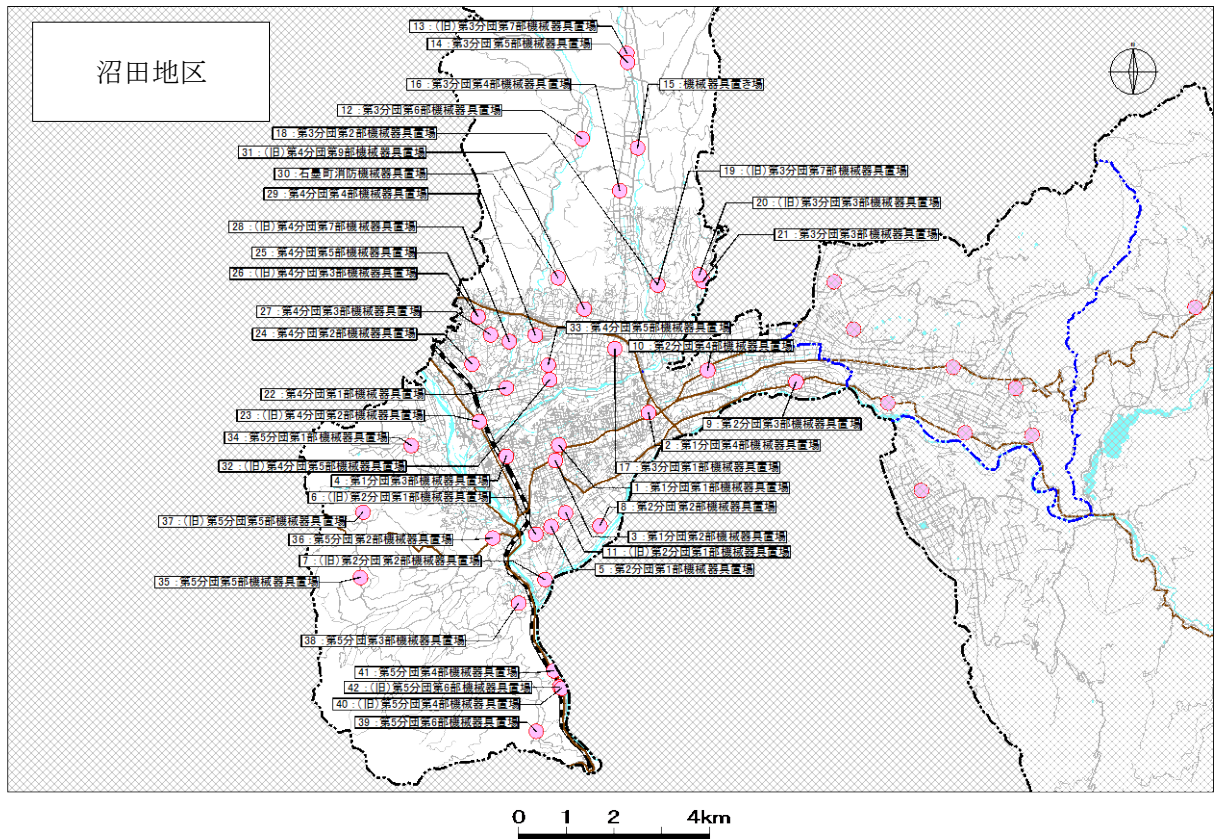 沼田地区
N
13 : (旧)第3分団第7部機械器具置場
14 : 第3分団第5部機械器具置場
16 : 第3分団第4部機械器具置場
15 : 機械器具置き場
12 : 第3分団第6部機械器具置場
18 : 第3分団第2部機械器具置場
31 : (旧)第4分団第9部機械器具置場
30 : 石墨町消防機械器具置場
19 : (旧)第3分団第7部機械器具置場
29 : 第4分団第4部機械器具置場
20 : (旧)第3分団第3部機械器具置場
28 : (旧)第4分団第7部機械器具置場
21 : 第3分団第3部機械器具置場
25 : 第4分団第5部機械器具置場
26 : (旧)第4分団第3部機械器具置場
27 : 第4分団第3部機械器具置場
33 : 第4分団第5部機械器具置場
24 : 第4分団第2部機械器具置場
10 : 第2分団第4部機械器具置場
22 : 第4分団第1部機械器具置場
23 : (旧)第4分団第2部機械器具置場
9 : 第2分団第3部機械器具置場
34 : 第5分団第1部機械器具置場
2 : 第1分団第4部機械器具置場
32 : (旧)第4分団第5部機械器具置場
17 : 第3分団第1部機械器具置場
4 : 第1分団第3部機械器具置場
1 : 第1分団第1部機械器具置場
6 : (旧)第2分団第1部機械器具置場
8 : 第2分団第2部機械器具置場
37 : (旧)第5分団第5部機械器具置場
3 : 第1分団第2部機械器具置場
36 : 第5分団第2部機械器具置場
11 : (旧)第2分団第1部機械器具置場
7 : (旧)第2分団第2部機械器具置場
5 : 第2分団第1部機械器具置場
35 : 第5分団第5部機械器具置場
38 : 第5分団第3部機械器具置場
41 : 第5分団第4部機械器具置場
42 : (旧)第5分団第6部機械器具置場
40 : (旧)第5分団第4部機械器具置場
39 : 第5分団第6部機械器具置場
0 1 2 4km